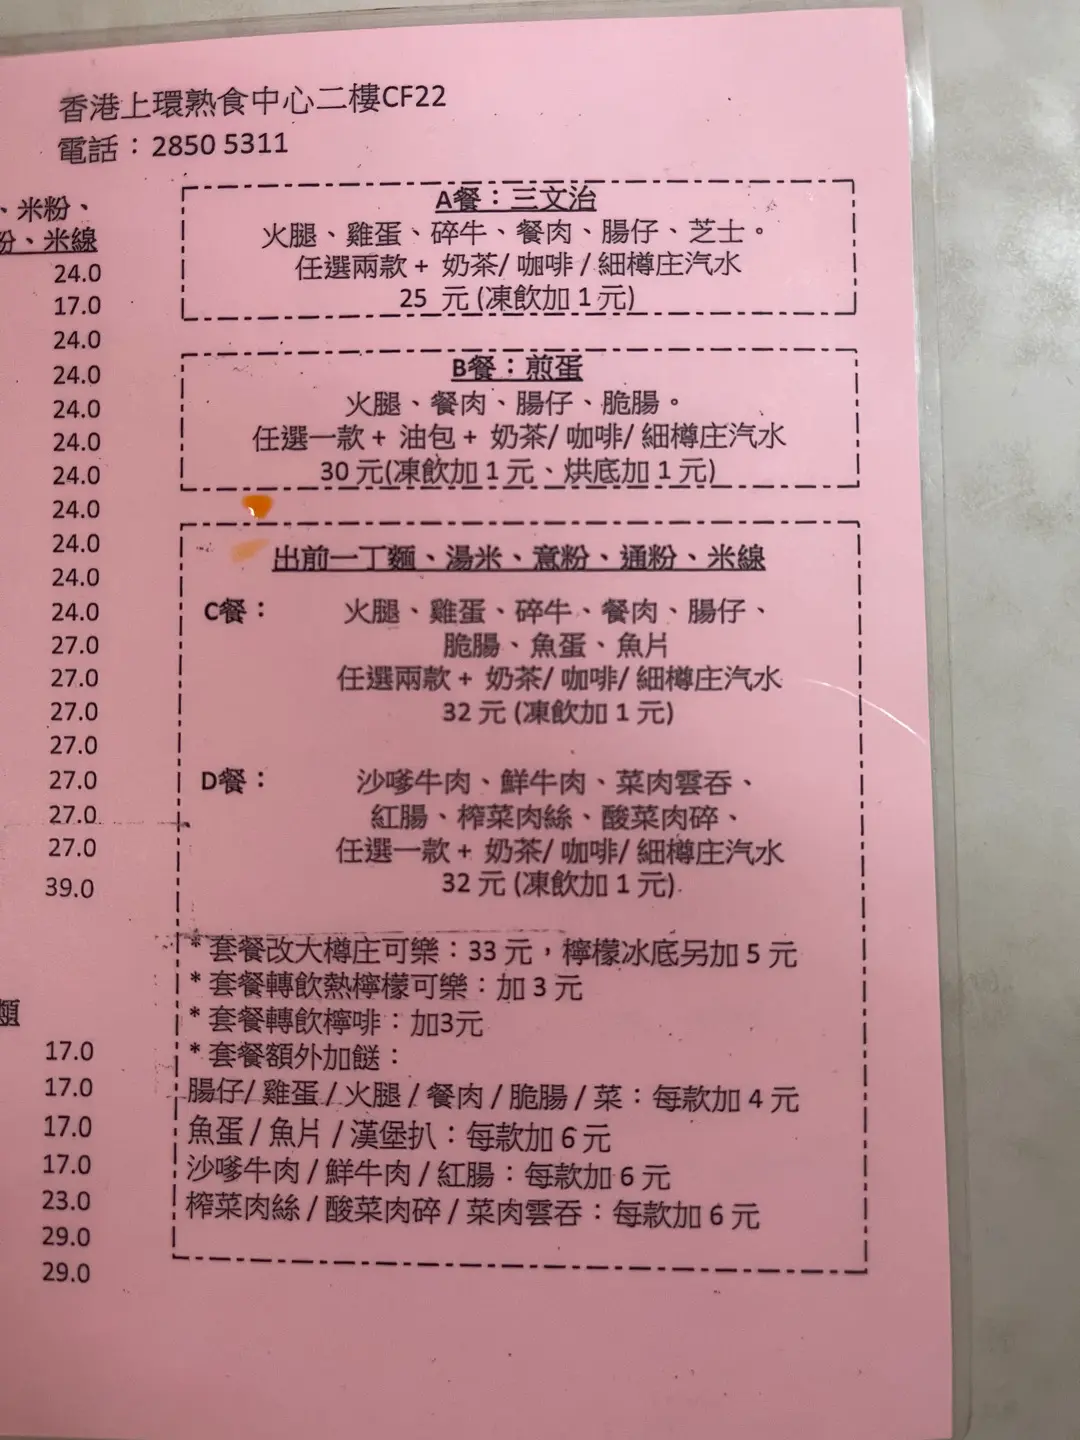 香港上環熟食中心二樓CF22
電話：2850 5311
、米粉、
粉、米線
24.0
17.0
24.0
24.0
24.0
24.0
24.0
24.0
24.0
24.0
24.0
27.0
27.0
27.0
27.0
27.0
27.0
27.0
39.0
類
17.0
17.0
17.0
17.0
23.0
29.0
29.0
A餐：三文治
火腿、雞蛋、碎牛、餐肉、腸仔、芝士。
任選兩款 + 奶茶/ 咖啡 / 細樽庄汽水
25 元 (凍飲加 1 元)
B餐：煎蛋
火腿、餐肉、腸仔、脆腸。
任選一款 + 油包 + 奶茶/ 咖啡/ 細樽庄汽水
30 元(凍飲加 1 元、烘底加 1 元)
出前一丁麵、湯米、意粉、通粉、米線
C餐： 火腿、雞蛋、碎牛、餐肉、腸仔、
脆腸、魚蛋、魚片
任選兩款 + 奶茶/ 咖啡/ 細樽庄汽水
32 元 (凍飲加 1 元)
D餐： 沙嗲牛肉、鮮牛肉、菜肉雲吞、
紅腸、榨菜肉絲、酸菜肉碎、
任選一款 + 奶茶/ 咖啡/ 細樽庄汽水
32 元 (凍飲加 1 元)
* 套餐改大樽庄可樂：33 元，檸檬冰底另加 5 元
* 套餐轉飲熱檸檬可樂：加 3 元
* 套餐轉飲檸啡：加3元
* 套餐額外加餸：
腸仔/ 雞蛋 / 火腿 / 餐肉 / 脆腸 / 菜：每款加 4 元
魚蛋 / 魚片 / 漢堡扒：每款加 6 元
沙嗲牛肉 / 鮮牛肉 / 紅腸：每款加 6 元
榨菜肉絲 / 酸菜肉碎 / 菜肉雲吞：每款加 6 元